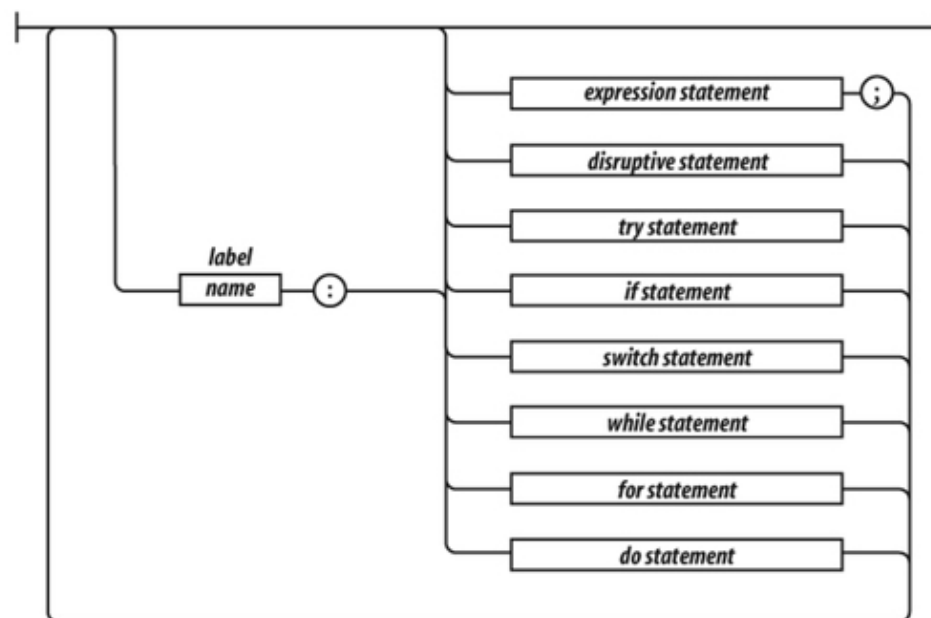 expression statement ;
disruptive statement
try statement
label
name :
if statement
switch statement
while statement
for statement
do statement